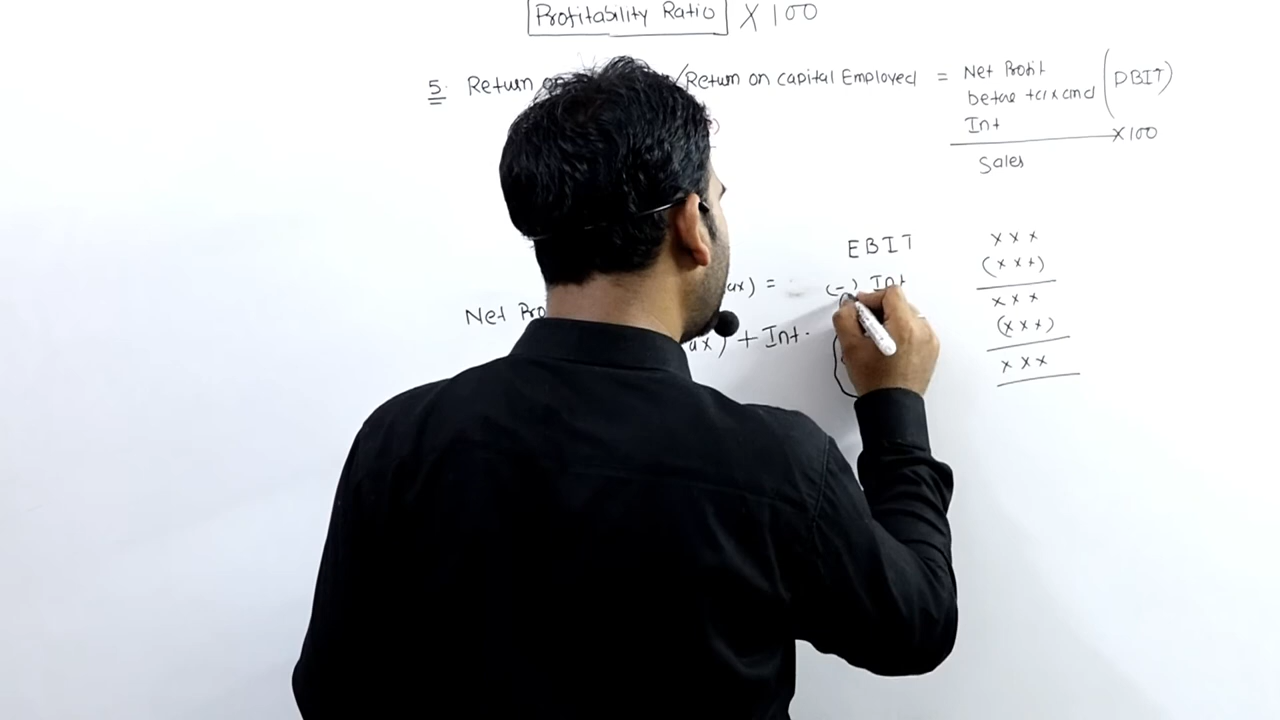 Profitability Ratio X 100
5. Return /Return on capital Employed = Net Profit before tax and Int (PBIT) X 100
Sales
EBIT x x x
(-) Int (x x x)
x x x
(x x x)
x x x
ax) =
Net Pro ax) + Int.